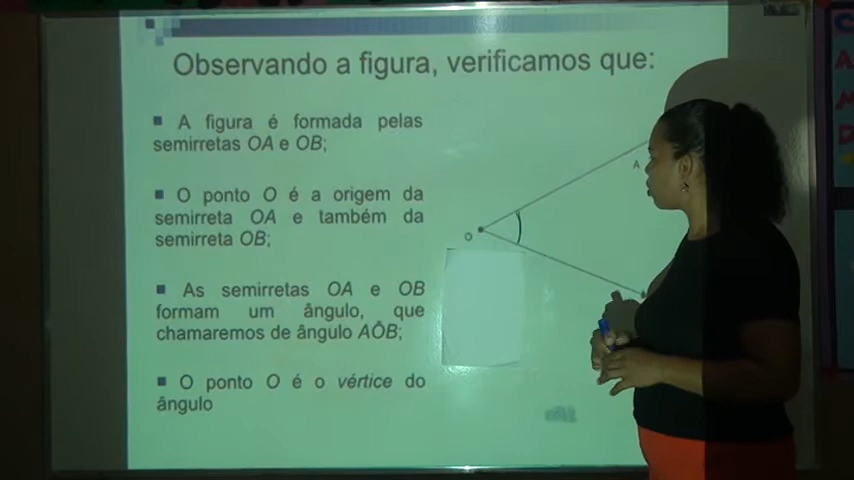 Observando a figura, verificamos que:
A figura é formada pelas
semirretas OA e OB;
O ponto O é a origem da
semirreta OA e também da
semirreta OB;
As semirretas OA e OB
formam um ângulo, que
chamaremos de ângulo AÔB;
O ponto O é o vértice do
ângulo
A
O